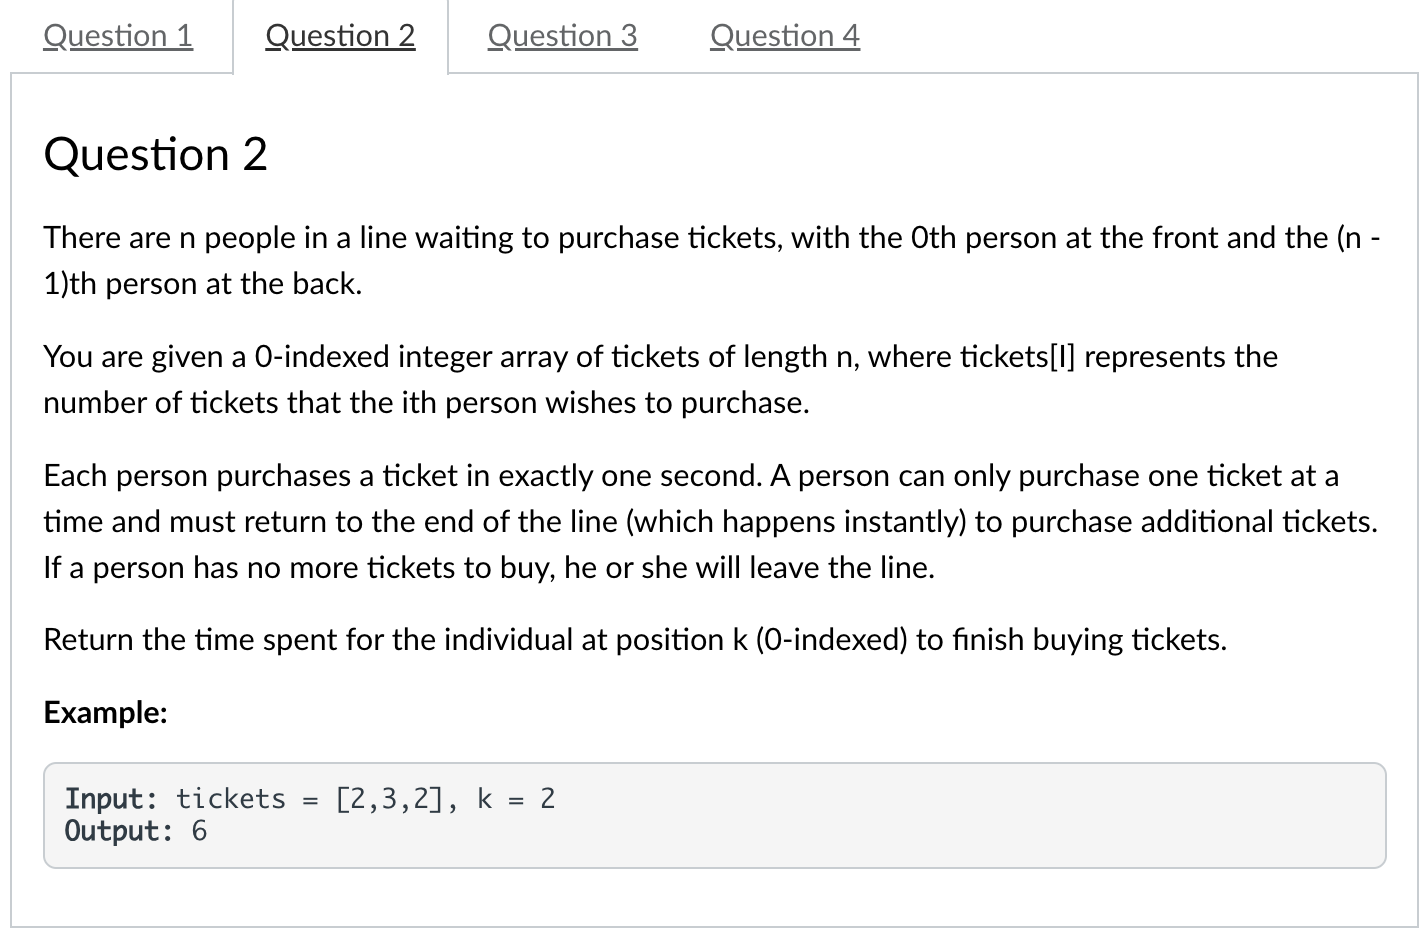 Question 1 Question 2 Question 3 Question 4
Question 2
There are n people in a line waiting to purchase tickets, with the 0th person at the front and the (n -
1)th person at the back.
You are given a 0-indexed integer array of tickets of length n, where tickets[I] represents the
number of tickets that the ith person wishes to purchase.
Each person purchases a ticket in exactly one second. A person can only purchase one ticket at a
time and must return to the end of the line (which happens instantly) to purchase additional tickets.
If a person has no more tickets to buy, he or she will leave the line.
Return the time spent for the individual at position k (0-indexed) to finish buying tickets.
Example:
Input: tickets = [2,3,2], k = 2
Output: 6